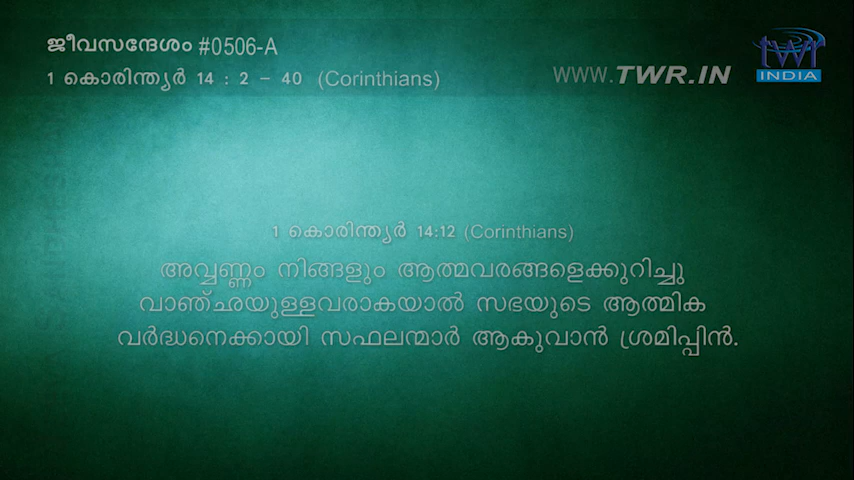 ജീവസന്ദേശം #0506-A
1 കൊരിന്ത്യർ 14 : 2 - 40 (Corinthians)
WWW.TWR.IN
twr
INDIA
1 കൊരിന്ത്യർ 14:12 (Corinthians)
അവ്വണ്ണം നിങ്ങളും ആത്മവരങ്ങളെക്കുറിച്ചു
വാഞ്ഛയുള്ളവരാകയാൽ സഭയുടെ ആത്മിക
വർദ്ധനെക്കായി സഫലന്മാർ ആകുവാൻ ശ്രമിപ്പിൻ.